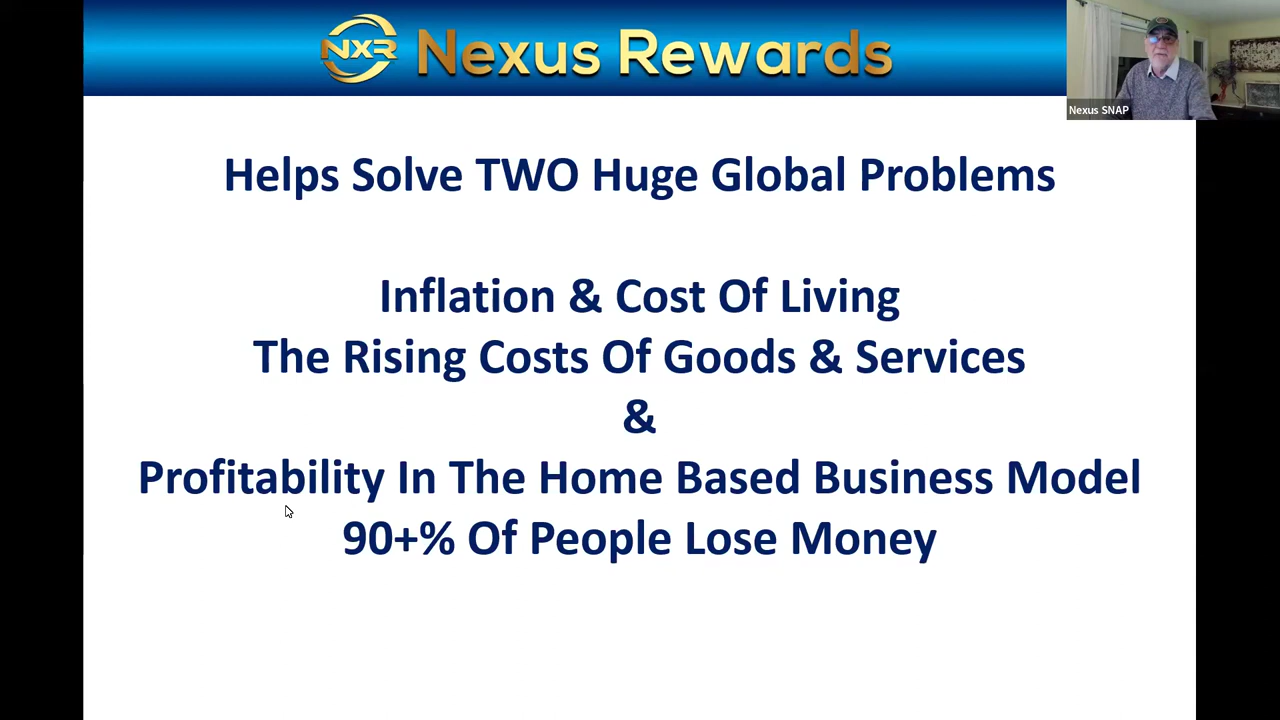 NXR Nexus Rewards
Nexus SNAP
Helps Solve TWO Huge Global Problems
Inflation & Cost Of Living
The Rising Costs Of Goods & Services
&
Profitability In The Home Based Business Model
90+% Of People Lose Money